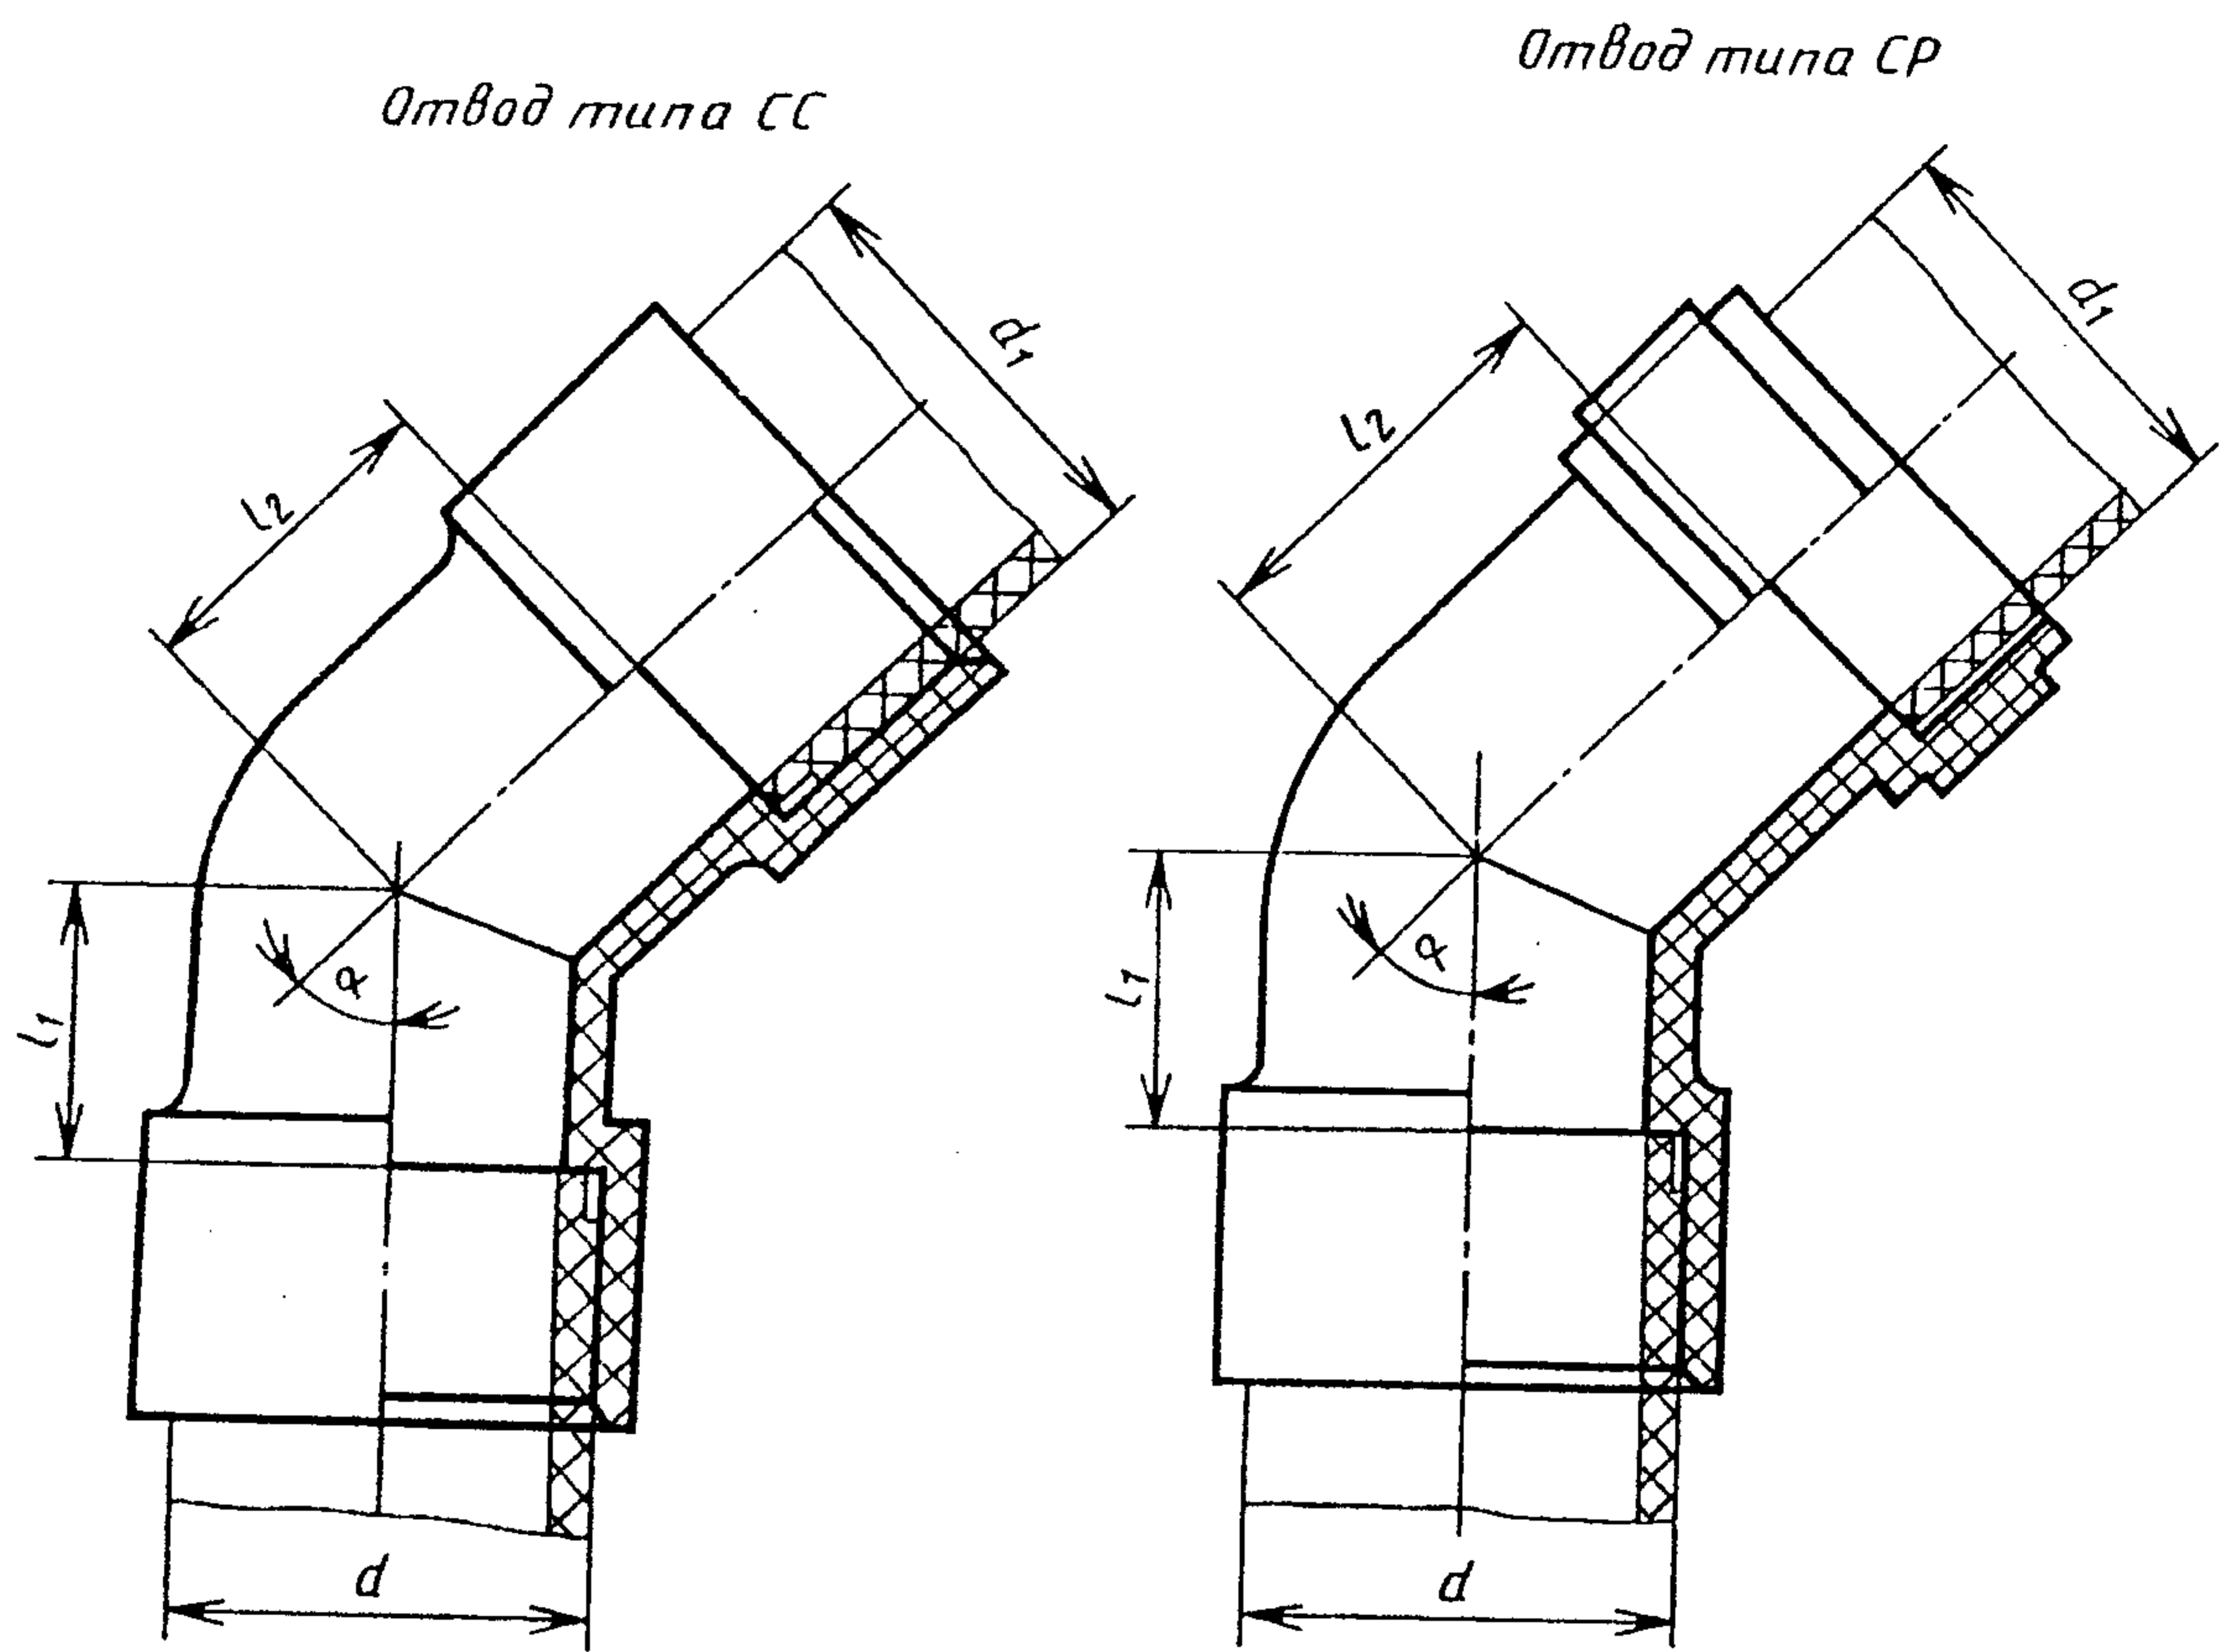 Отвод типа СС
Отвод типа СР
d₁
l₂
α
l₁
d
d₁
l₂
α
l₁
d